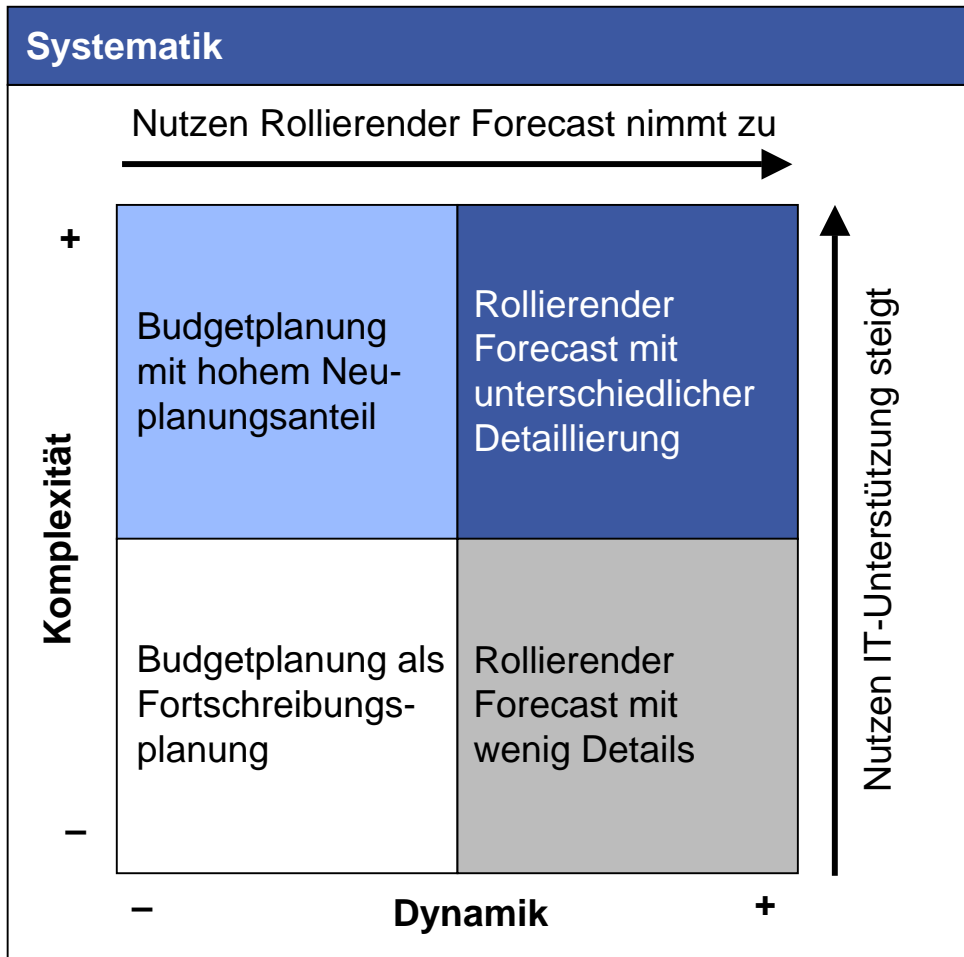 Systematik
Nutzen Rollierender Forecast nimmt zu
+
Budgetplanung
mit hohem Neu-
planungsanteil
Rollierender
Forecast mit
unterschiedlicher
Detaillierung
Komplexität
Nutzen IT-Unterstützung steigt
Budgetplanung als
Fortschreibungs-
planung
Rollierender
Forecast mit
wenig Details
–
–
Dynamik
+